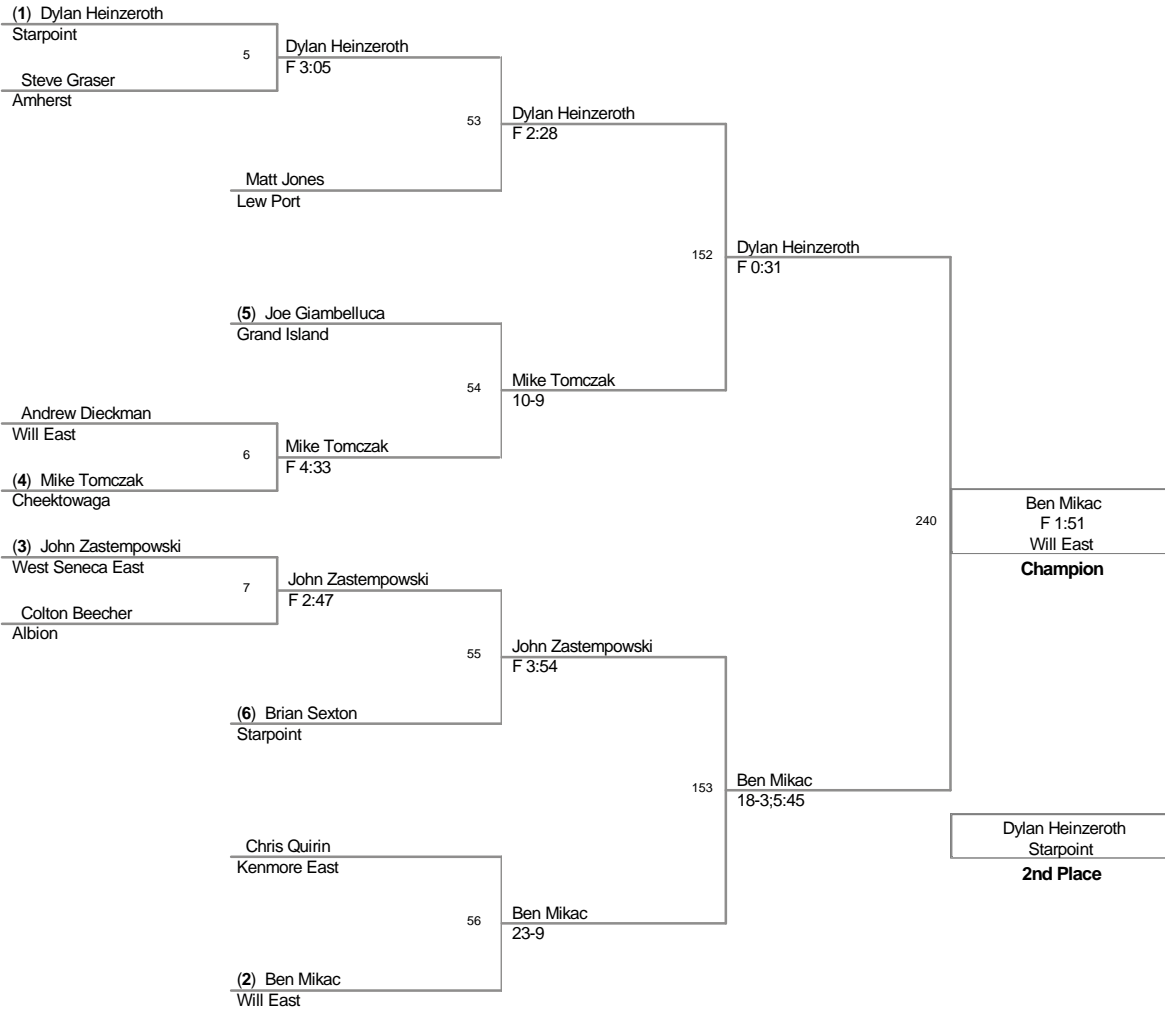 (1) Dylan Heinzeroth
Starpoint
5
Dylan Heinzeroth
F 3:05
Steve Graser
Amherst
53
Dylan Heinzeroth
F 2:28
Matt Jones
Lew Port
152
Dylan Heinzeroth
F 0:31
(5) Joe Giambelluca
Grand Island
54
Mike Tomczak
10-9
Andrew Dieckman
Will East
6
Mike Tomczak
F 4:33
(4) Mike Tomczak
Cheektowaga
240
Ben Mikac
F 1:51
Will East
Champion
(3) John Zastempowski
West Seneca East
7
John Zastempowski
F 2:47
Colton Beecher
Albion
55
John Zastempowski
F 3:54
(6) Brian Sexton
Starpoint
153
Ben Mikac
18-3;5:45
Dylan Heinzeroth
Starpoint
2nd Place
Chris Quirin
Kenmore East
56
Ben Mikac
23-9
(2) Ben Mikac
Will East